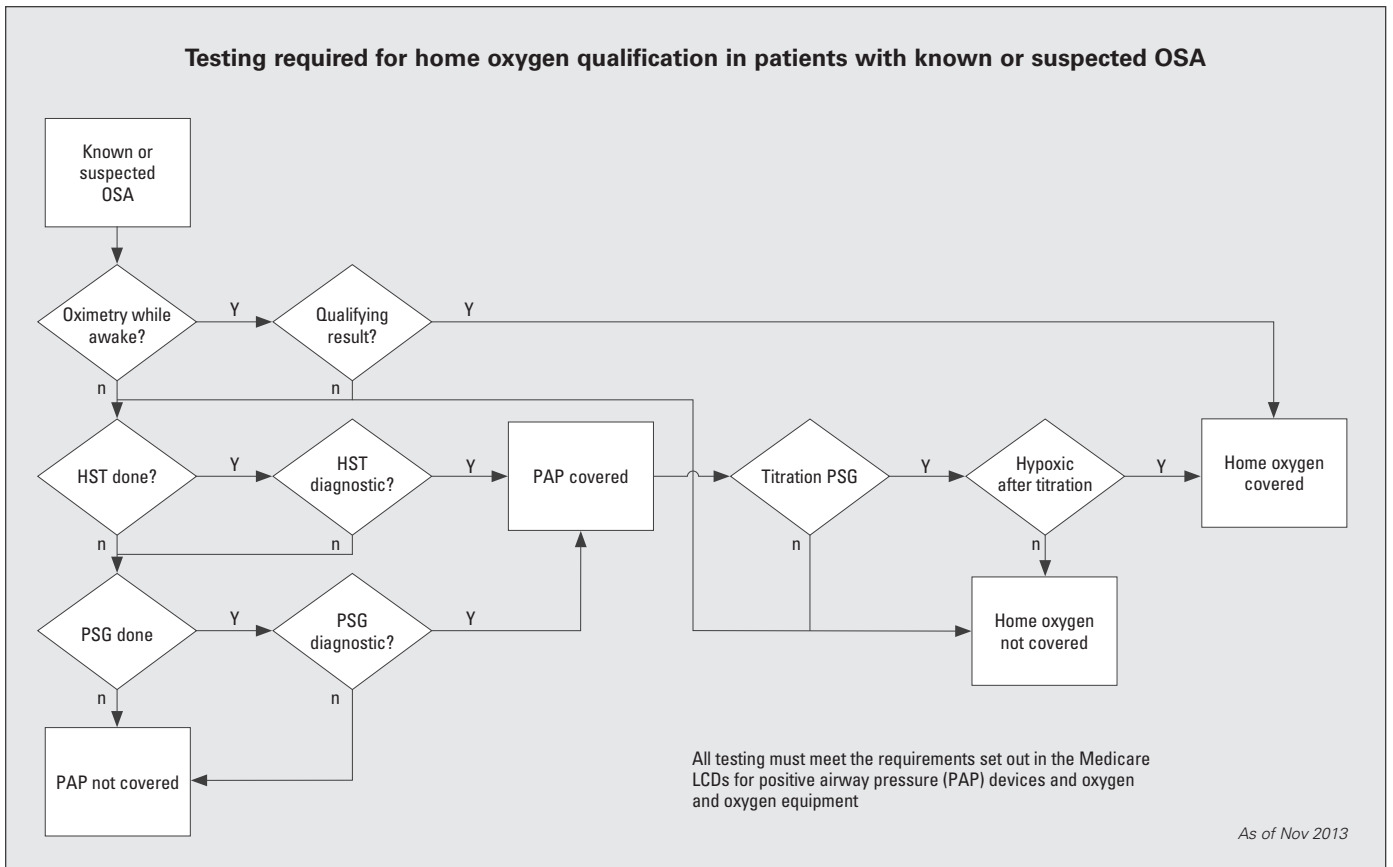 Testing required for home oxygen qualification in patients with known or suspected OSA
Known or
suspected
OSA
Oximetry while
awake?
Y
Qualifying
result?
Y
n
n
HST done?
Y
HST
diagnostic?
Y
PAP covered
Titration PSG
Y
Hypoxic
after titration
Y
Home oxygen
covered
n
n
n
n
PSG done
Y
PSG
diagnostic?
Y
Home oxygen
not covered
n
n
PAP not covered
All testing must meet the requirements set out in the Medicare
LCDs for positive airway pressure (PAP) devices and oxygen
and oxygen equipment
As of Nov 2013